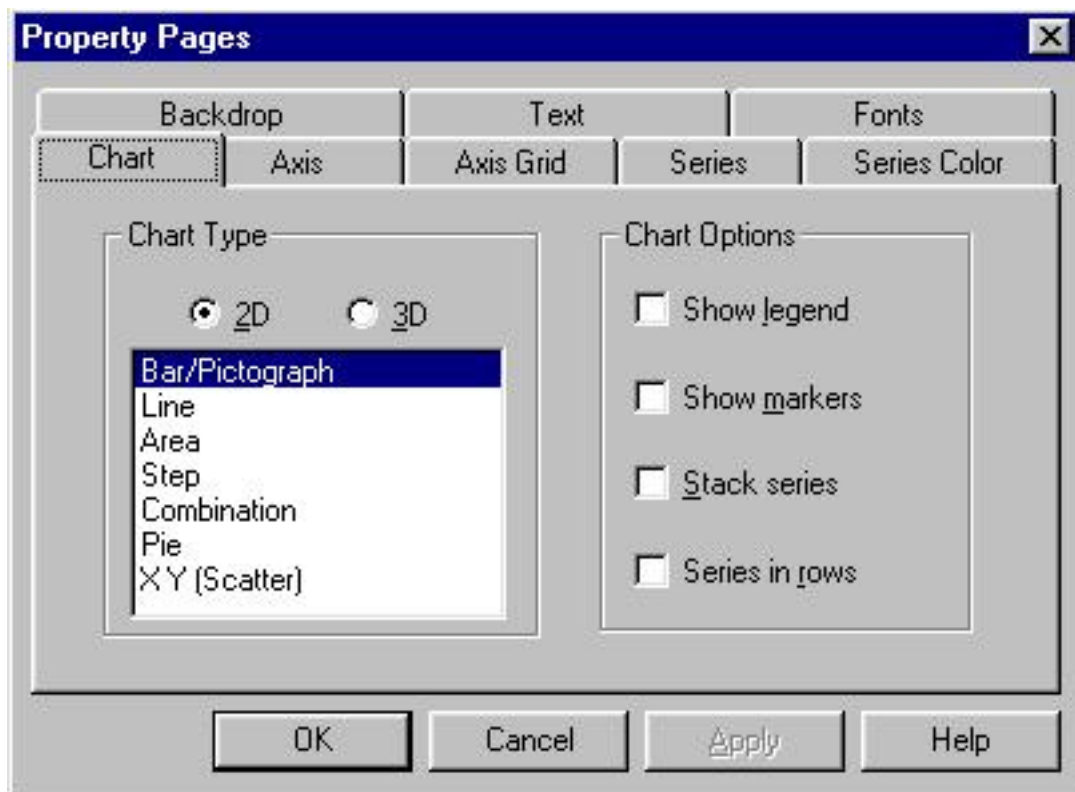 Property Pages
Backdrop Text Fonts
Chart Axis Axis Grid Series Series Color
Chart Type
2D 3D
Bar/Pictograph
Line
Area
Step
Combination
Pie
X Y (Scatter)
Chart Options
Show legend
Show markers
Stack series
Series in rows
OK Cancel Apply Help